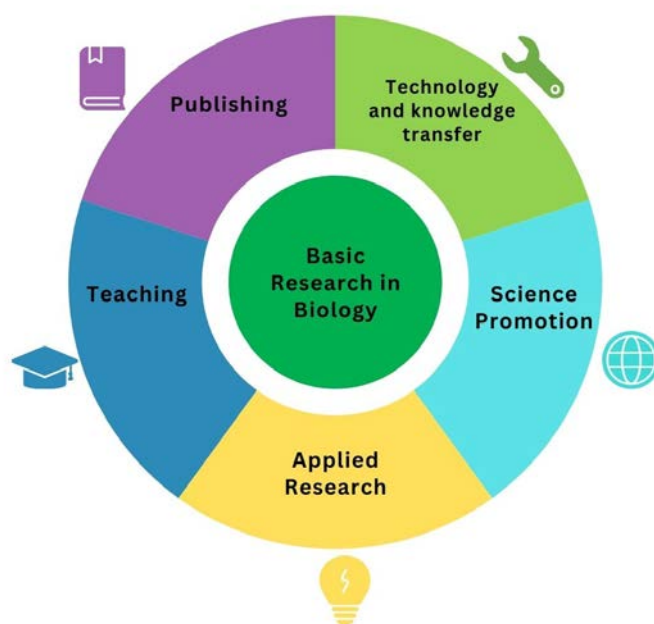 Publishing
Technology
and knowledge
transfer
Basic
Research in
Biology
Teaching
Science
Promotion
Applied
Research